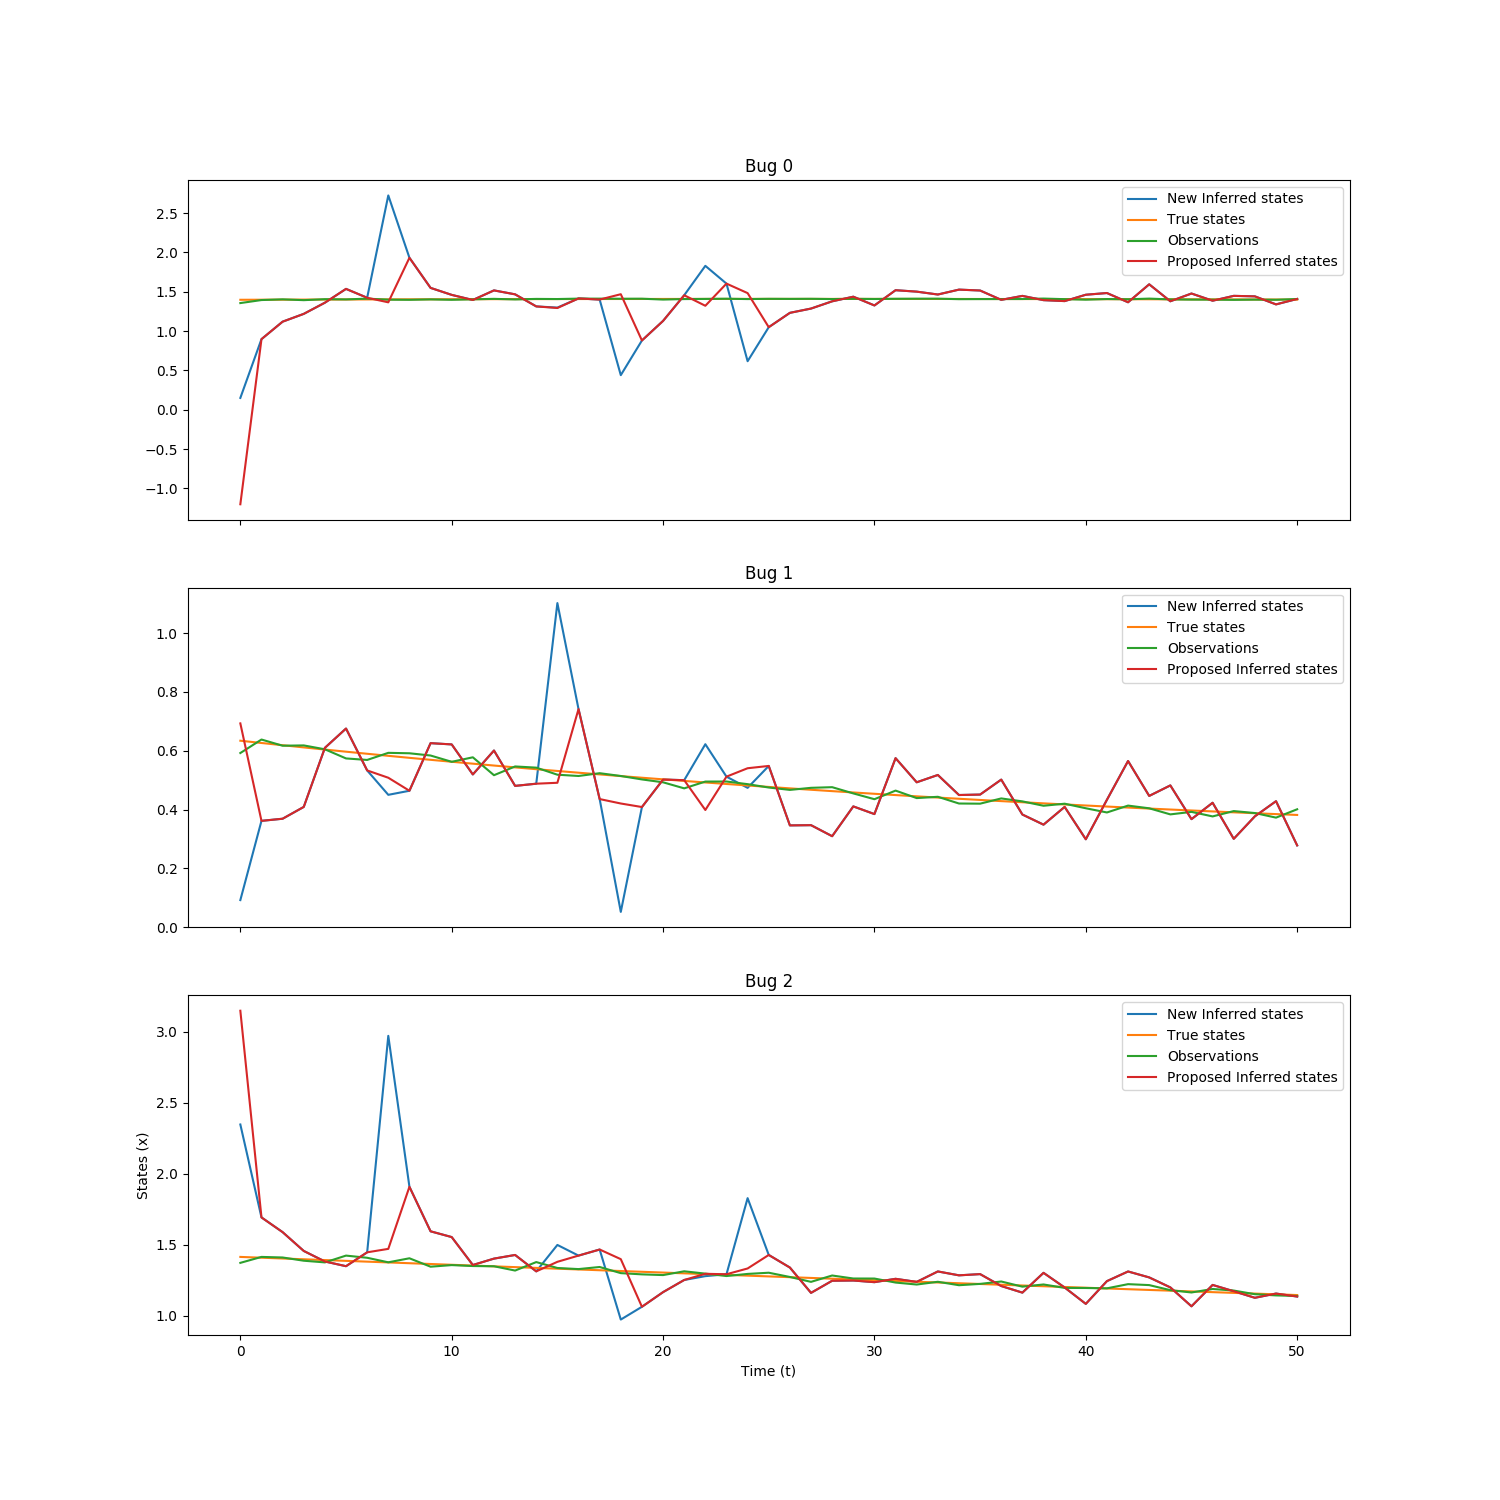 Bug 0
New Inferred states
True states
Observations
Proposed Inferred states
2.5
2.0
1.5
1.0
0.5
0.0
−0.5
−1.0
Bug 1
New Inferred states
True states
Observations
Proposed Inferred states
1.0
0.8
0.6
0.4
0.2
0.0
Bug 2
New Inferred states
True states
Observations
Proposed Inferred states
3.0
2.5
2.0
1.5
1.0
States (x)
0 10 20 30 40 50
Time (t)